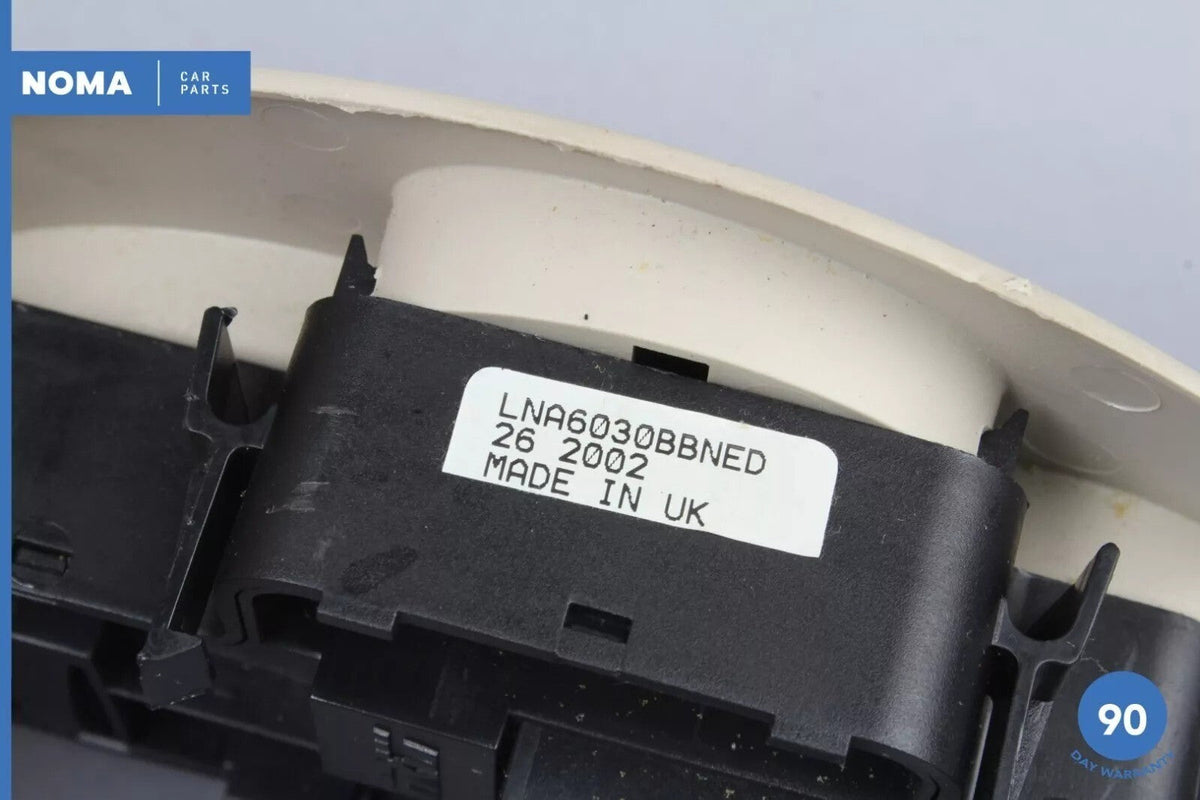 NOMA
CAR
PARTS
LNA6030BBNED
26 2002
MADE IN UK
90
DAY WARRANTY